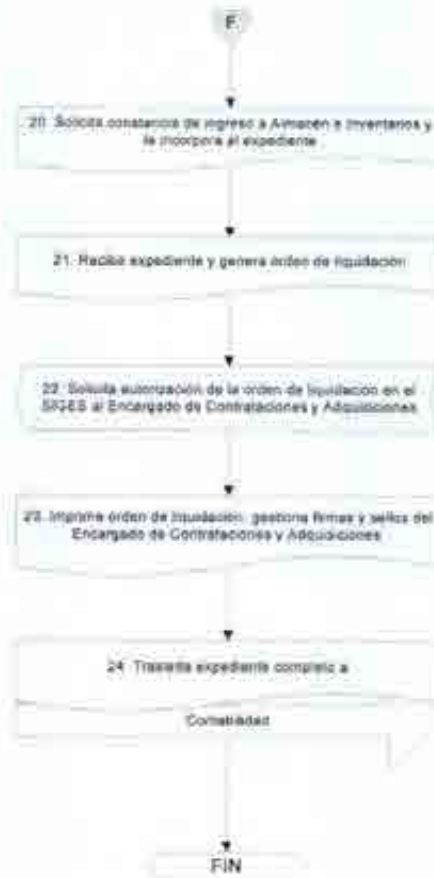 F
20. Solicita constancia de ingreso a Almacén e Inventarios y
la incorpora al expediente
21. Recibe expediente y genera orden de liquidación
22. Solicita autorización de la orden de liquidación en el
SIGES al Encargado de Contrataciones y Adquisiciones
23. Imprime orden de liquidación, gestiona firmas y sellos del
Encargado de Contrataciones y Adquisiciones
24. Traslada expediente completo a
Contabilidad
FIN